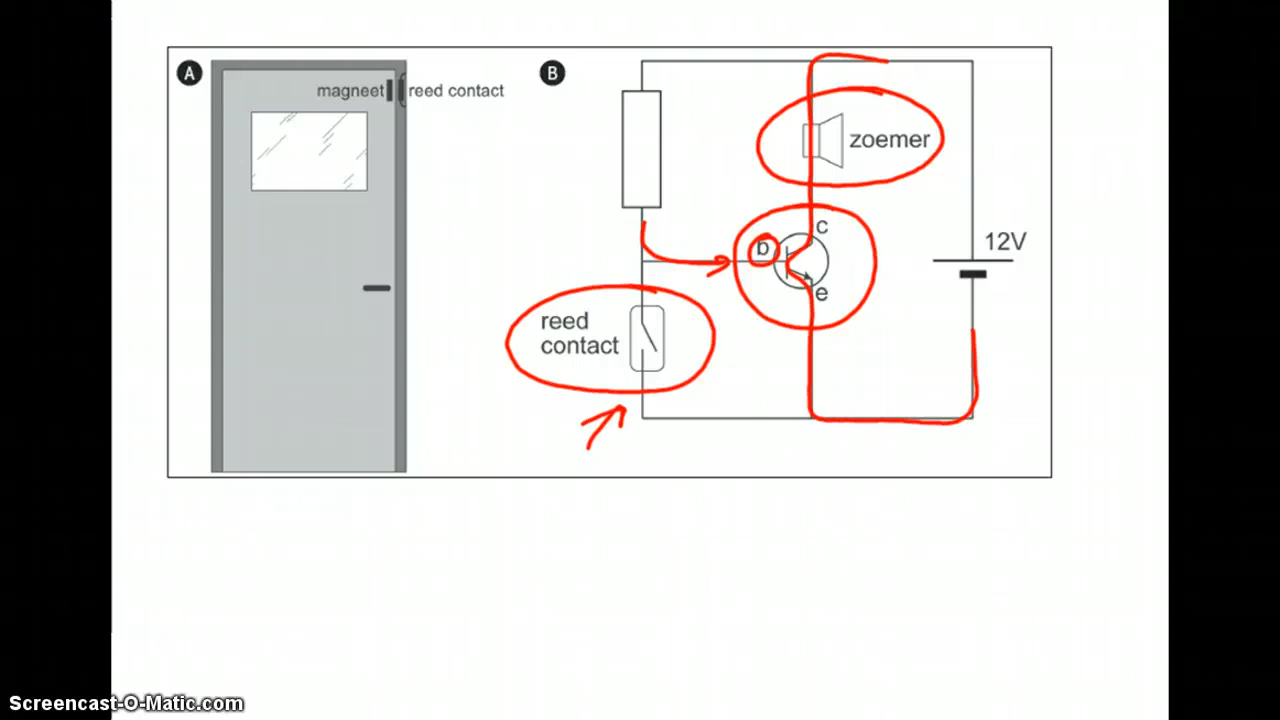 A
magneet
reed contact
B
zoemer
c
b
12V
e
reed
contact
Screencast-O-Matic.com